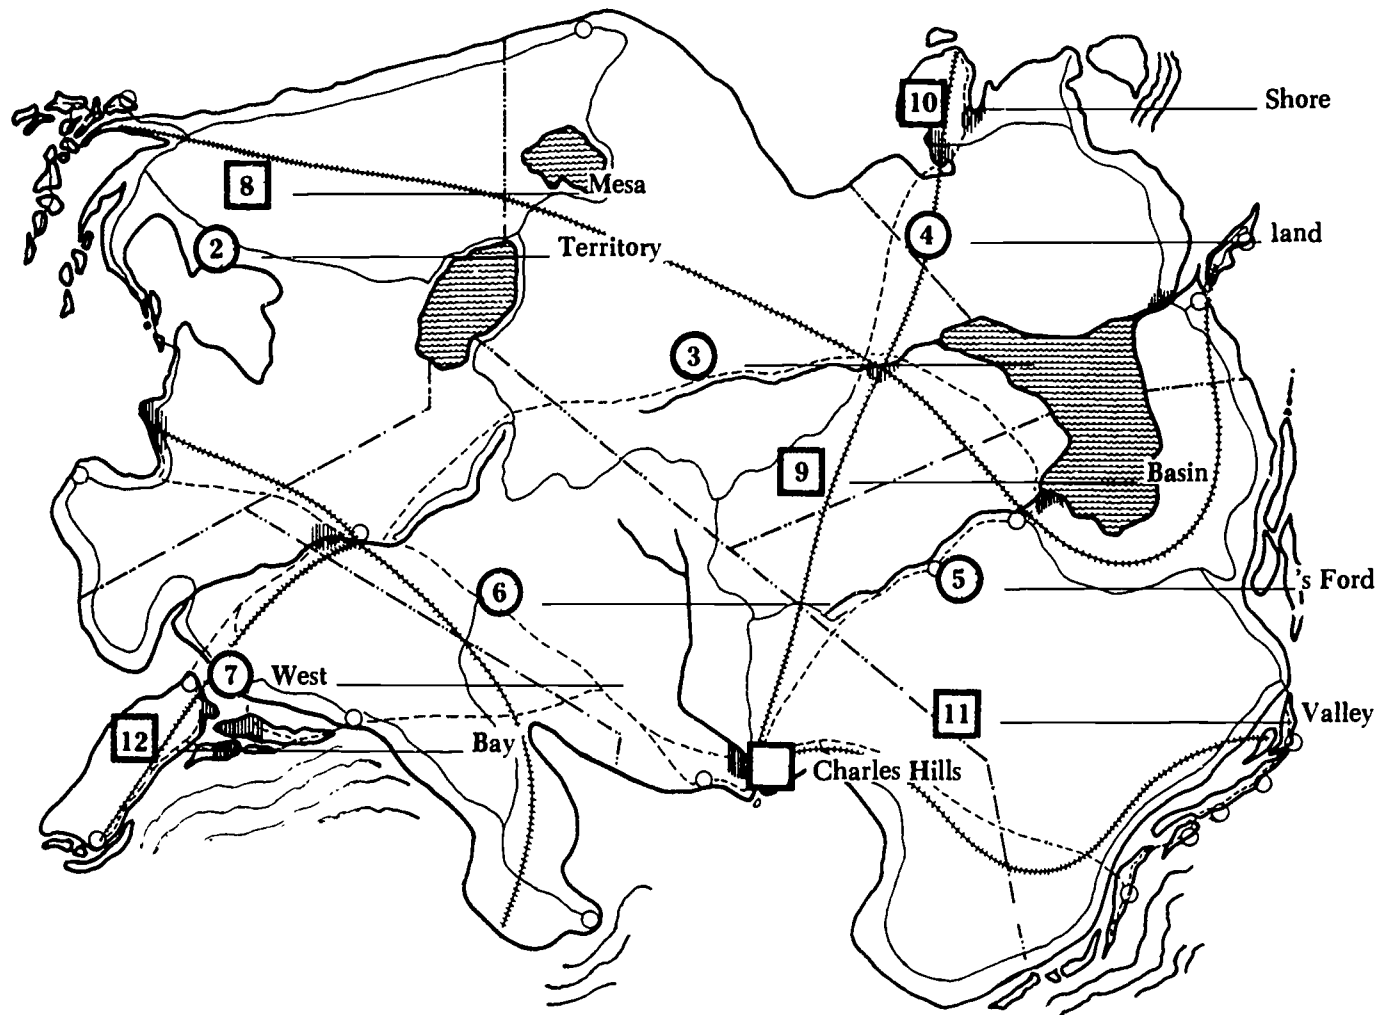 10
Shore
8
Mesa
2
Territory
4
land
3
9
Basin
6
5
's Ford
7
West
12
Bay
11
Valley
Charles Hills